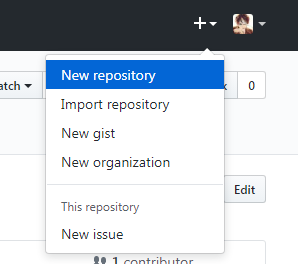 atch
0
New repository
Import repository
New gist
New organization
Edit
This repository
New issue
1 contributor